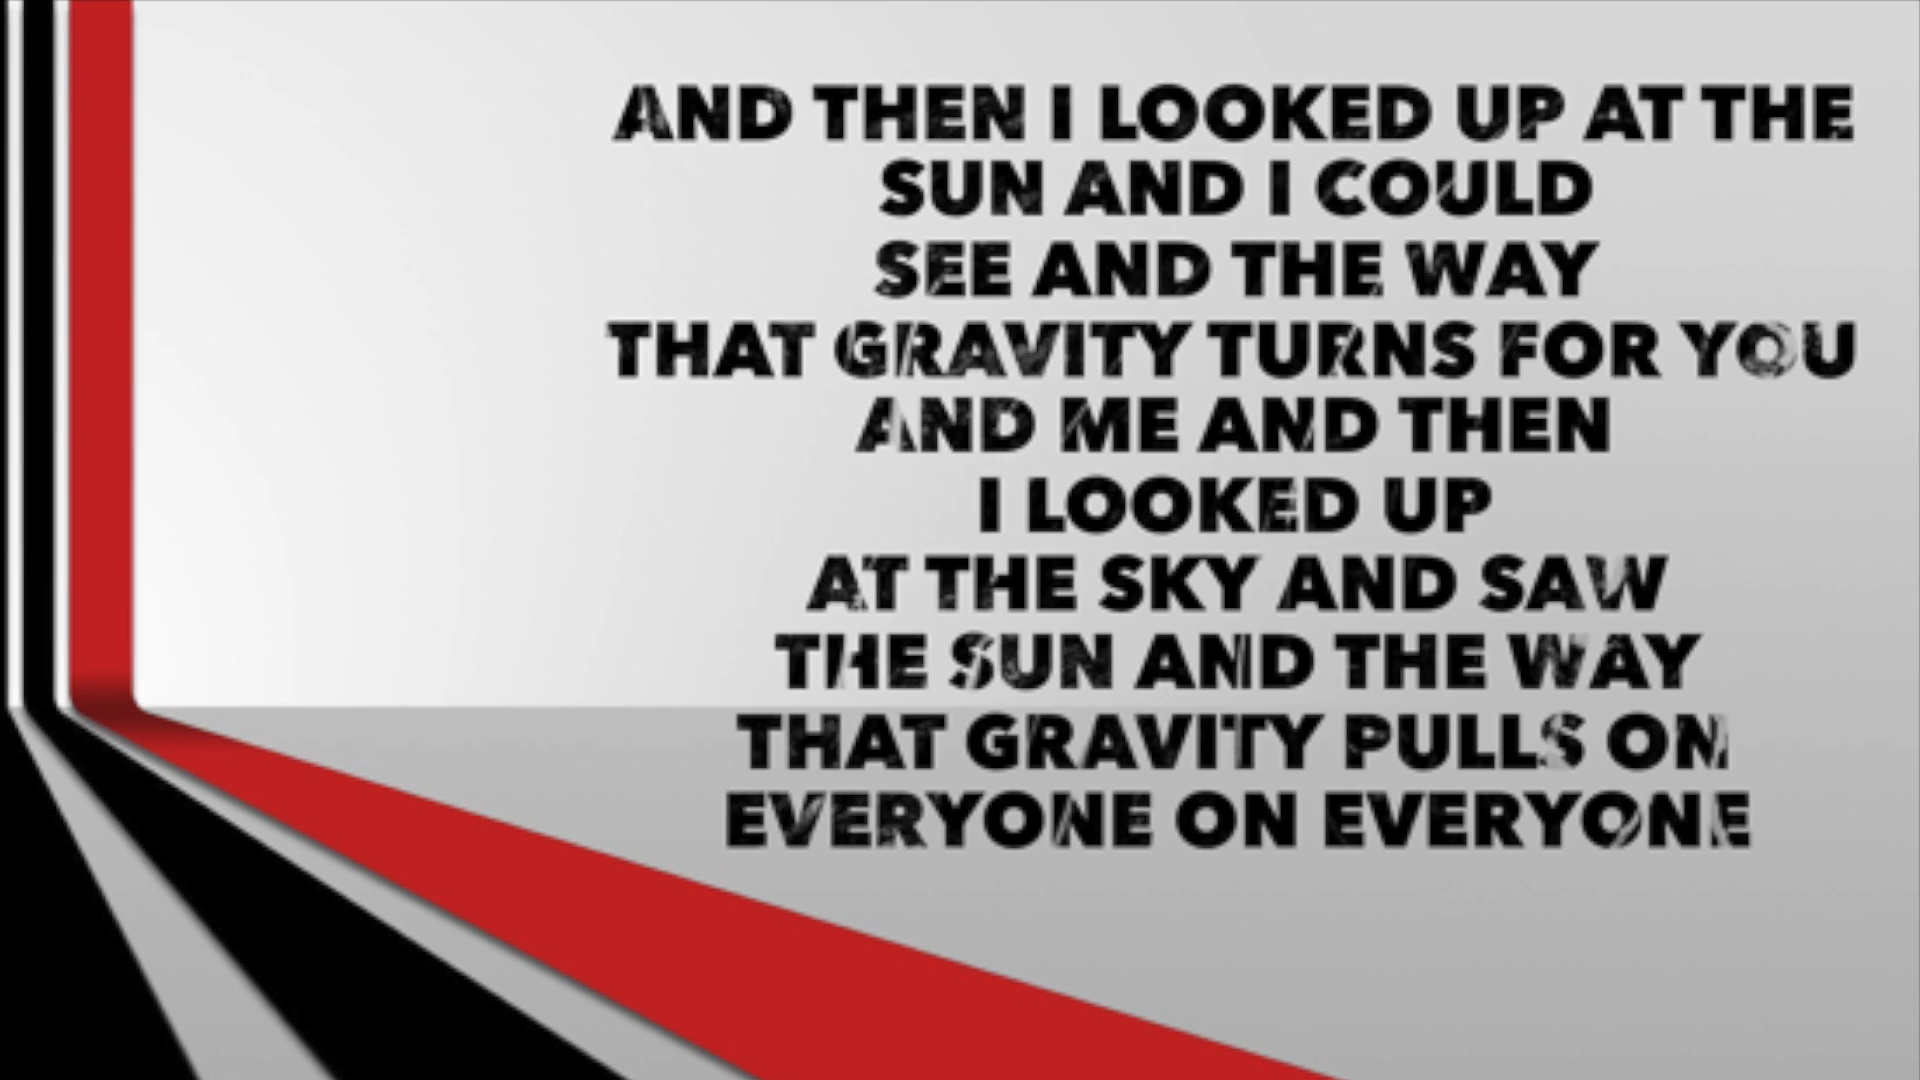 AND THEN I LOOKED UP AT THE
SUN AND I COULD
SEE AND THE WAY
THAT GRAVITY TURNS FOR YOU
AND ME AND THEN
I LOOKED UP
AT THE SKY AND SAW
THE SUN AND THE WAY
THAT GRAVITY PULLS ON
EVERYONE ON EVERYONE